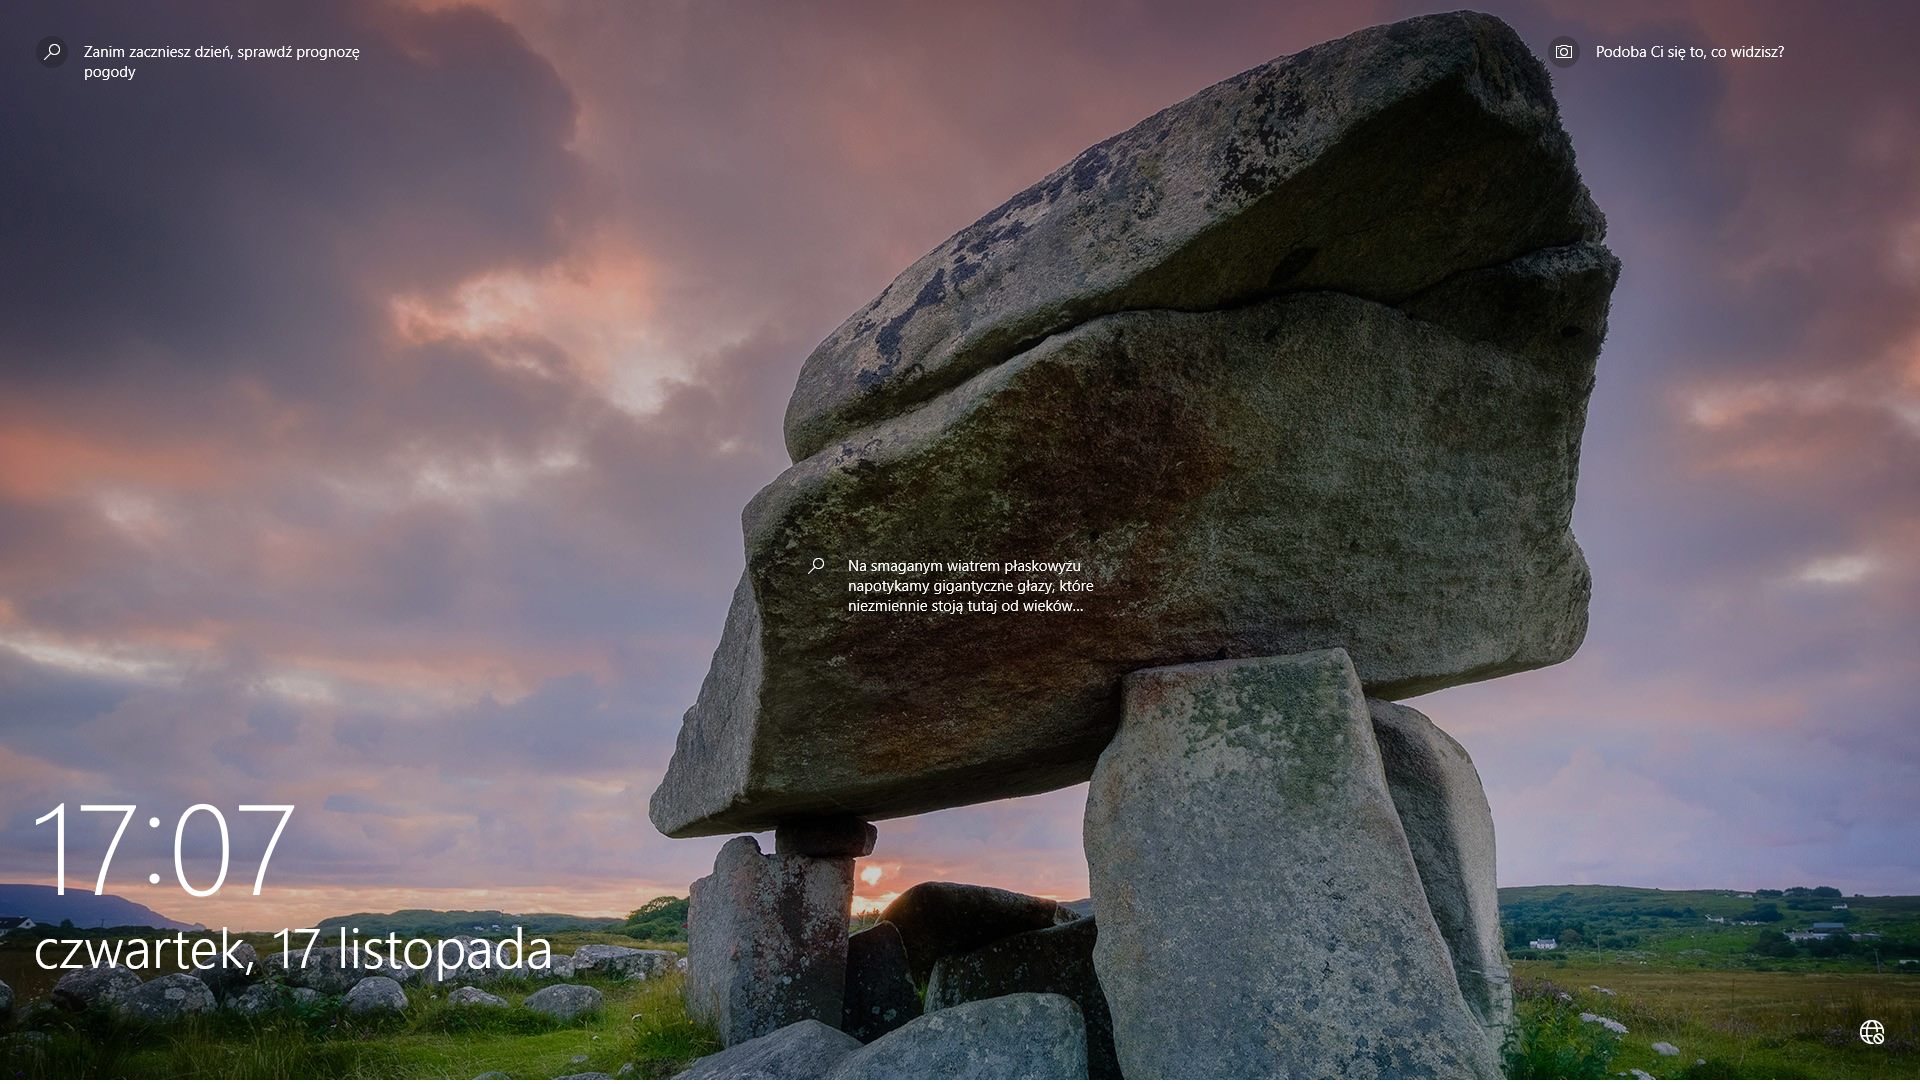 Zanim zaczniesz dzień, sprawdź prognozę
pogody
Podoba Ci się to, co widzisz?
Na smaganym wiatrem płaskowyżu
napotykamy gigantyczne głazy, które
niezmiennie stoją tutaj od wieków...
17:07
czwartek, 17 listopada